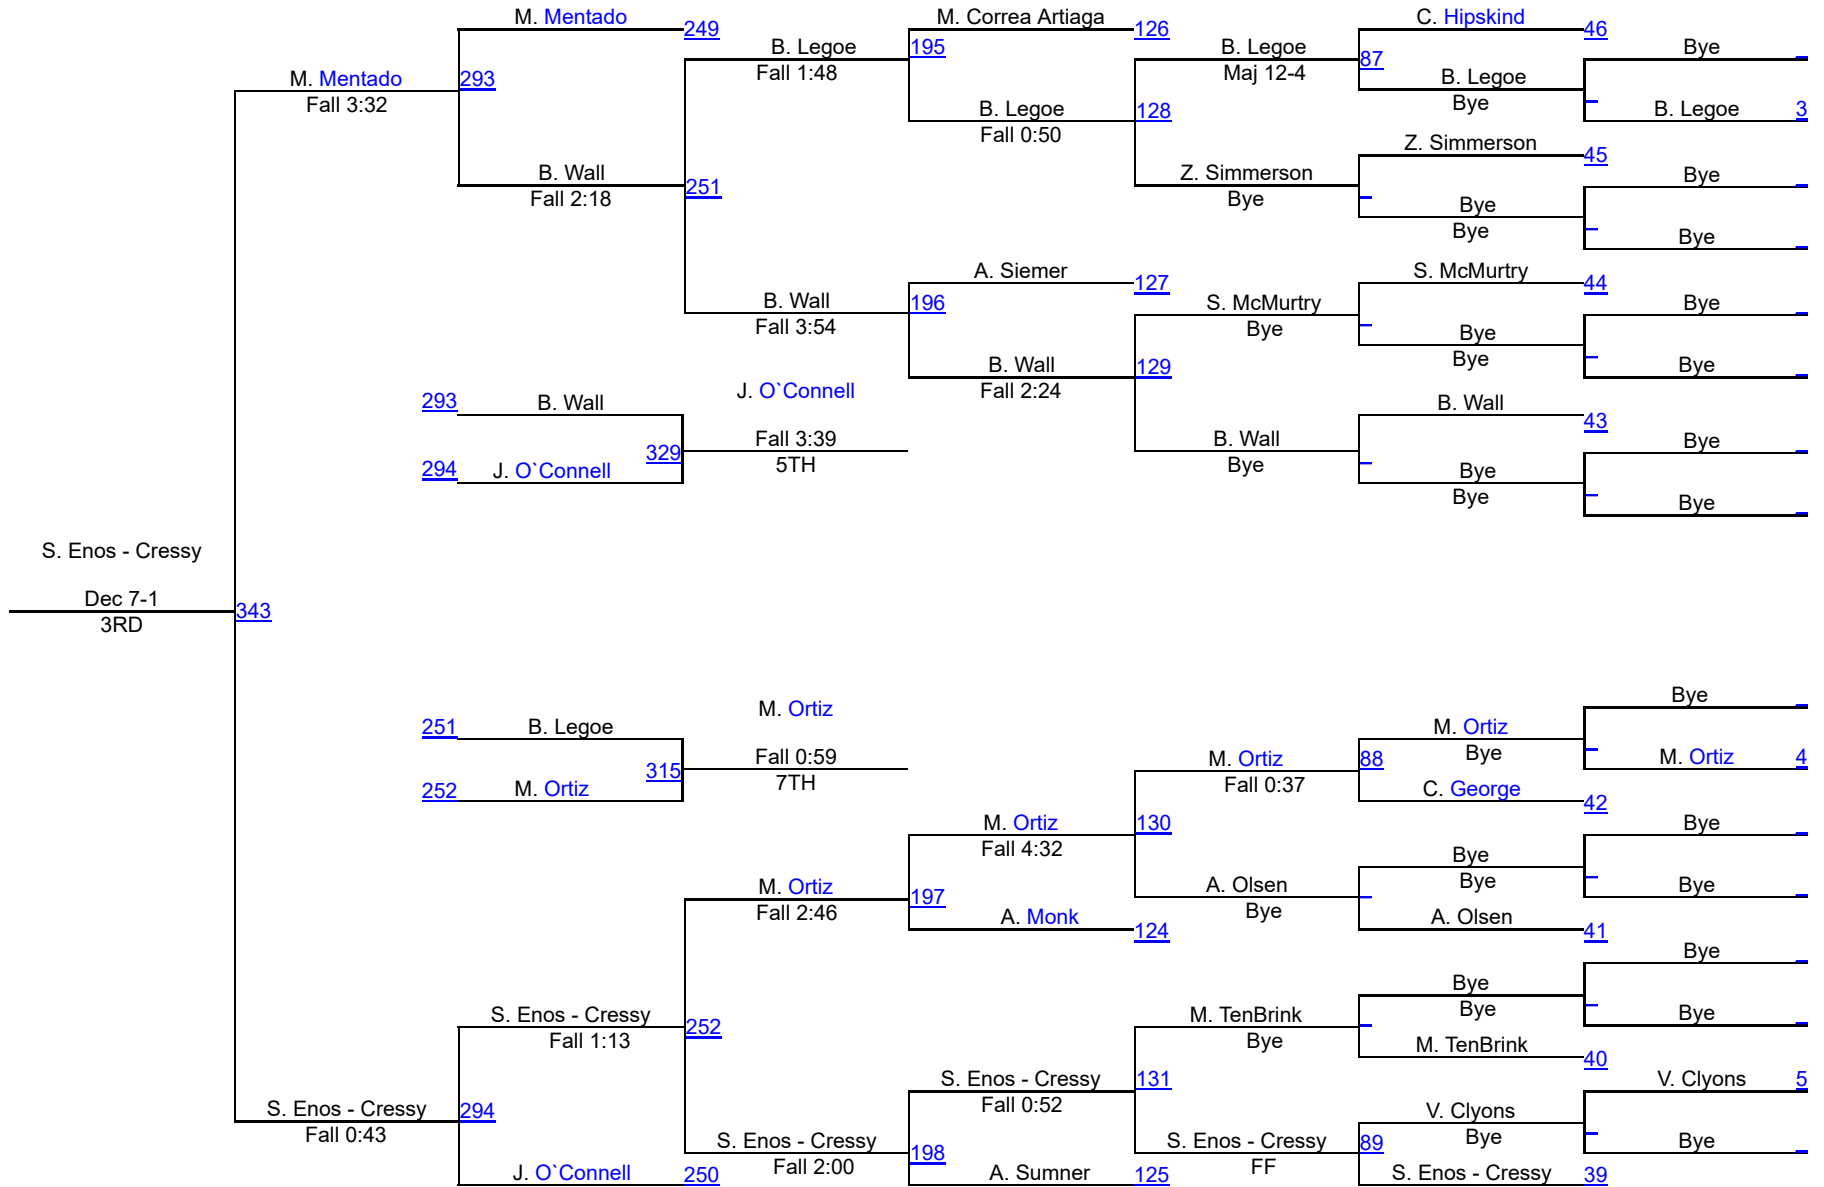 M. Mentado
249
M. Correa Artiaga
126
C. Hipskind
46
B. Legoe
Fall 1:48
195
B. Legoe
Maj 12-4
87
Bye
M. Mentado
Fall 3:32
293
B. Legoe
Bye
B. Legoe
3
B. Legoe
Fall 0:50
128
Z. Simmerson
45
B. Wall
Fall 2:18
251
Z. Simmerson
Bye
Bye
Bye
Bye
Bye
A. Siemer
127
S. McMurtry
44
B. Wall
Fall 3:54
196
S. McMurtry
Bye
Bye
Bye
Bye
Bye
B. Wall
Fall 2:24
129
293
B. Wall
J. O`Connell
B. Wall
43
329
Fall 3:39
5TH
B. Wall
Bye
Bye
294
J. O`Connell
Bye
Bye
Bye
S. Enos - Cressy
Dec 7-1
3RD
343
Bye
251
B. Legoe
M. Ortiz
M. Ortiz
Bye
315
Fall 0:59
7TH
M. Ortiz
Fall 0:37
88
M. Ortiz
4
252
M. Ortiz
C. George
42
M. Ortiz
Fall 4:32
130
Bye
M. Ortiz
Fall 2:46
197
A. Olsen
Bye
Bye
Bye
Bye
A. Monk
124
A. Olsen
41
Bye
S. Enos - Cressy
Fall 1:13
252
M. TenBrink
Bye
Bye
Bye
Bye
M. TenBrink
40
S. Enos - Cressy
Fall 0:52
131
V. Clyons
5
S. Enos - Cressy
Fall 0:43
294
V. Clyons
Bye
S. Enos - Cressy
Fall 2:00
198
S. Enos - Cressy
FF
89
Bye
J. O`Connell
250
A. Sumner
125
S. Enos - Cressy
39